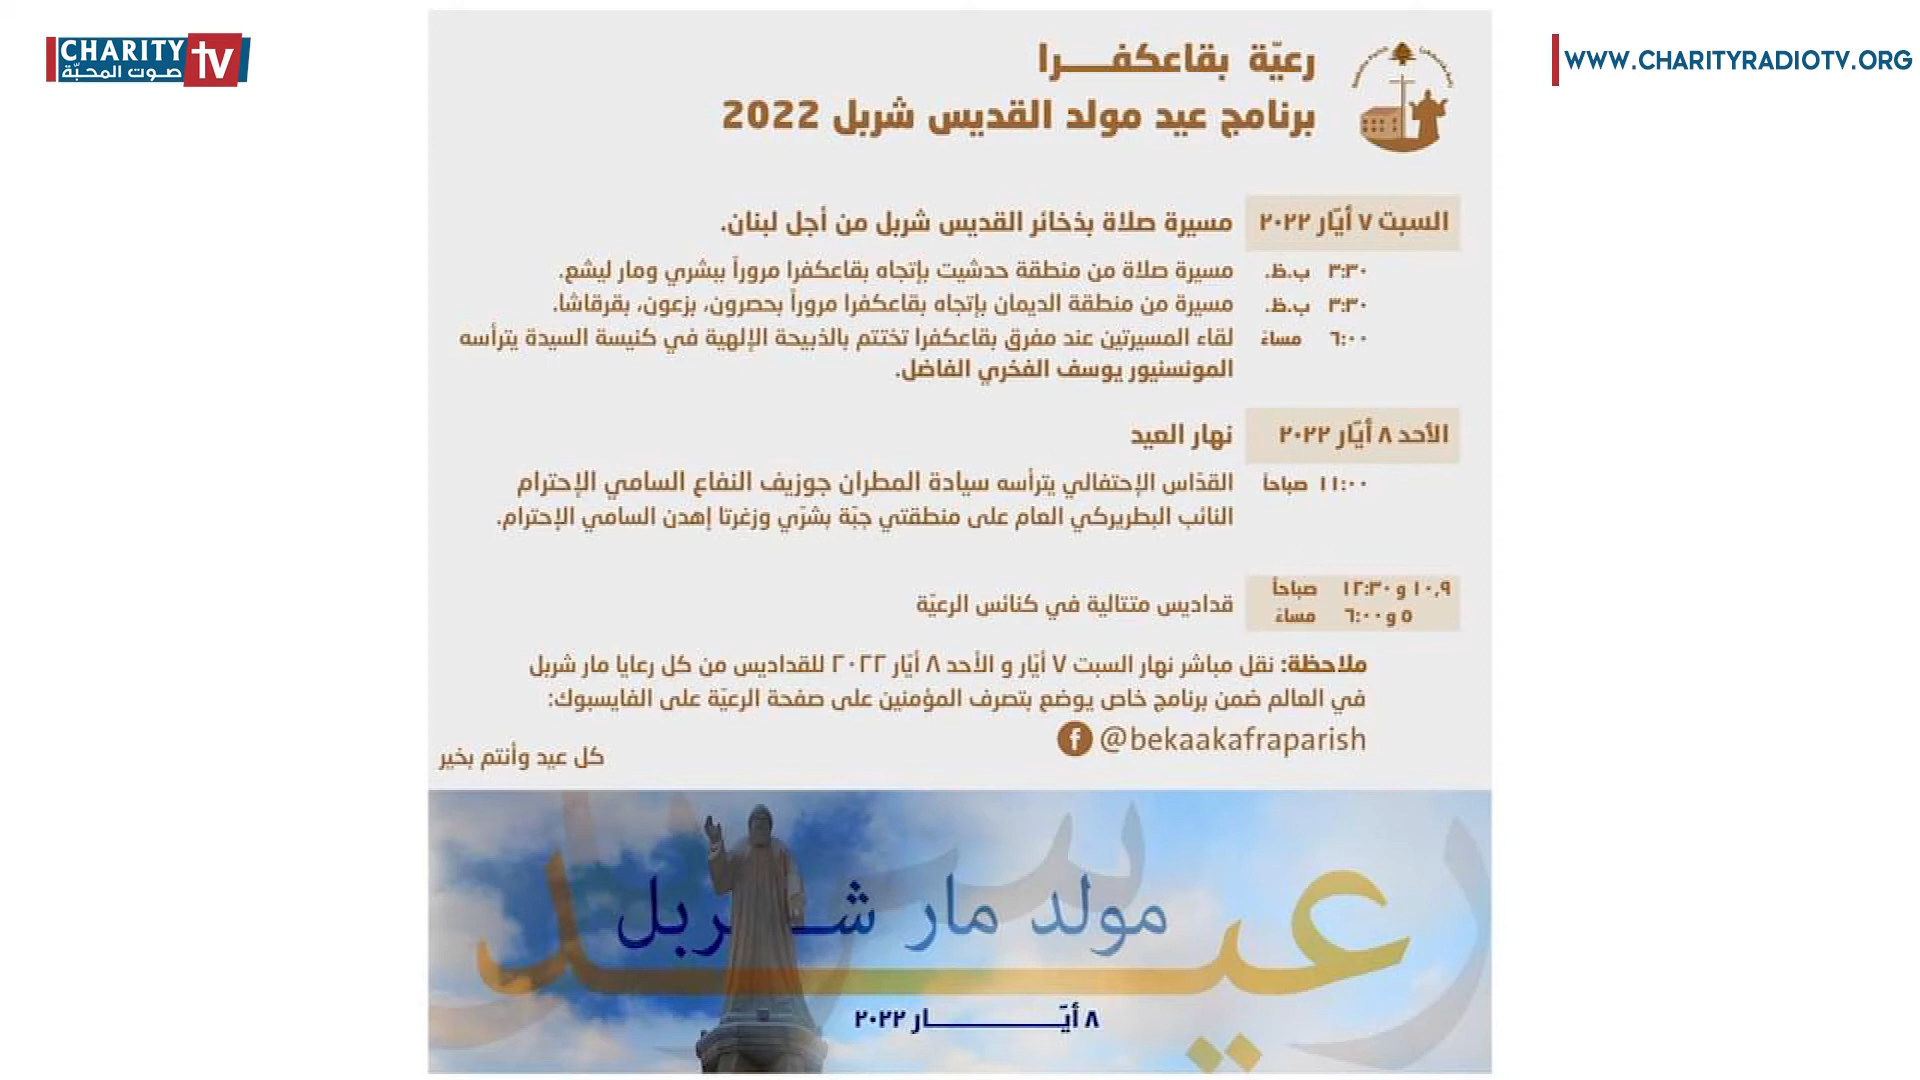 CHARITY tv
صوت المحبّة
WWW.CHARITYRADIOTV.ORG
رعيّة بقاعكفـــرا
برنامج عيد مولد القديس شربل 2022
السبت ٧ أيّار ٢٠٢٢
مسيرة صلاة بذخائر القديس شربل من أجل لبنان.
٣:٣٠ ب.ظ. مسيرة صلاة من منطقة حدشيت بإتجاه بقاعكفرا مروراً ببشري ومار ليشع.
٣:٣٠ ب.ظ. مسيرة من منطقة الديمان بإتجاه بقاعكفرا مروراً بحصرون، بزعون، بقرقاشا.
٦:٠٠ مساءً لقاء المسيرتين عند مفرق بقاعكفرا تختتم بالذبيحة الإلهية في كنيسة السيدة يترأسه
المونسنيور يوسف الفخري الفاضل.
الأحد ٨ أيّار ٢٠٢٢
نهار العيد
١١:٠٠ صباحاً القدّاس الإحتفالي يترأسه سيادة المطران جوزيف النفاع السامي الإحترام
النائب البطريركي العام على منطقتي جبّة بشرّي وزغرتا إهدن السامي الإحترام.
١٠,٩ و ١٢:٣٠ صباحاً
٥ و ٦:٠٠ مساءً
قداديس متتالية في كنائس الرعيّة
ملاحظة: نقل مباشر نهار السبت ٧ أيّار و الأحد ٨ أيّار ٢٠٢٢ للقداديس من كل رعايا مار شربل
في العالم ضمن برنامج خاص يوضع بتصرف المؤمنين على صفحة الرعيّة على الفايسبوك:
@bekaakafraparish
كل عيد وأنتم بخير
عيـــد
مولد مار شـربل
٨ أيّـــــار ٢٠٢٢